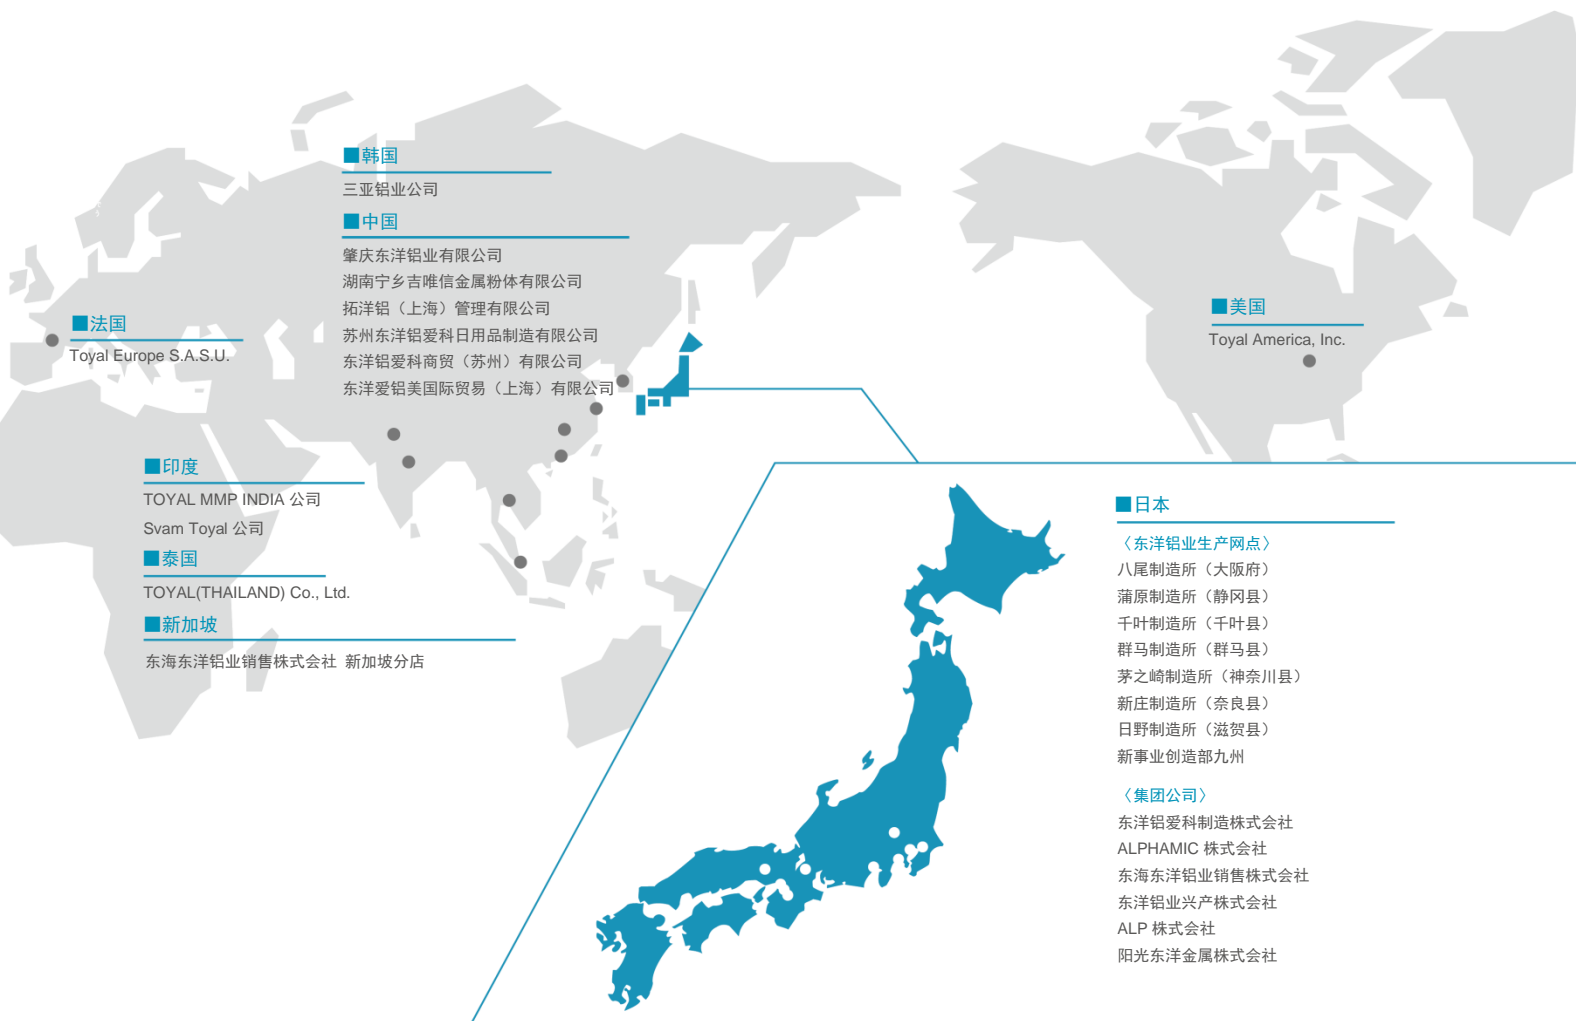 ■韩国
三亚铝业公司
■中国
肇庆东洋铝业有限公司
湖南宁乡吉唯信金属粉体有限公司
拓洋铝（上海）管理有限公司
苏州东洋铝爱科日用品制造有限公司
东洋铝爱科商贸（苏州）有限公司
东洋爱铝美国际贸易（上海）有限公司
■法国
Toyal Europe S.A.S.U.
■美国
Toyal America, Inc.
■印度
TOYAL MMP INDIA 公司
Svam Toyal 公司
■泰国
TOYAL(THAILAND) Co., Ltd.
■新加坡
东海东洋铝业销售株式会社 新加坡分店
■日本
〈东洋铝业生产网点〉
八尾制造所（大阪府）
蒲原制造所（静冈县）
千叶制造所（千叶县）
群马制造所（群马县）
茅之崎制造所（神奈川县）
新庄制造所（奈良县）
日野制造所（滋贺县）
新事业创造部九州
〈集团公司〉
东洋铝爱科制造株式会社
ALPHAMIC 株式会社
东海东洋铝业销售株式会社
东洋铝业兴产株式会社
ALP 株式会社
阳光东洋金属株式会社